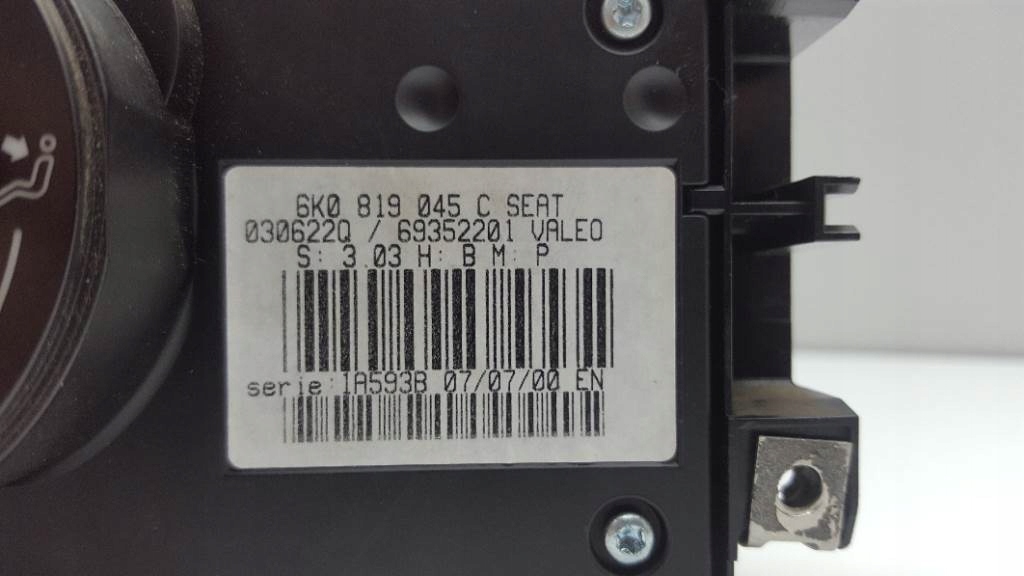 6K0 819 045 C SEAT
030622Q / 69352201 VALEO
S: 3.03 H: B M: P
serie:1A593B 07/07/00 EN